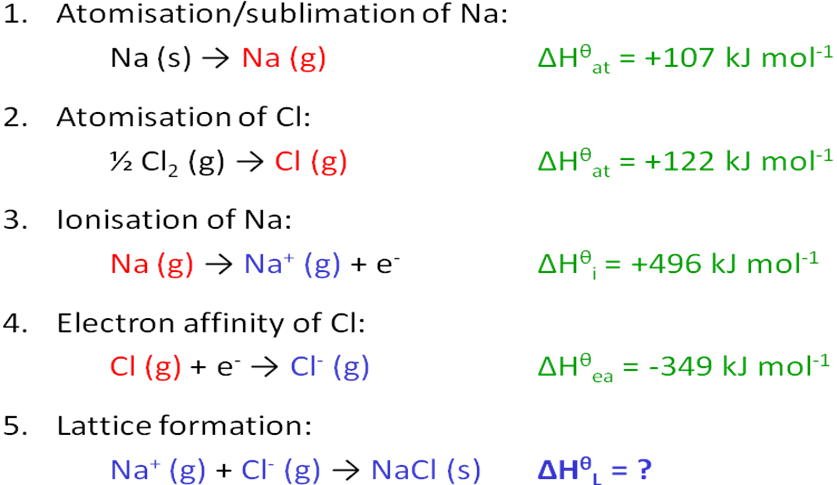 1. Atomisation/sublimation of Na:
Na (s) → Na (g) ΔHᶿₐₜ = +107 kJ mol⁻¹
2. Atomisation of Cl:
½ Cl₂ (g) → Cl (g) ΔHᶿₐₜ = +122 kJ mol⁻¹
3. Ionisation of Na:
Na (g) → Na⁺ (g) + e⁻ ΔHᶿᵢ = +496 kJ mol⁻¹
4. Electron affinity of Cl:
Cl (g) + e⁻ → Cl⁻ (g) ΔHᶿₑₐ = -349 kJ mol⁻¹
5. Lattice formation:
Na⁺ (g) + Cl⁻ (g) → NaCl (s) ΔHᶿL = ?